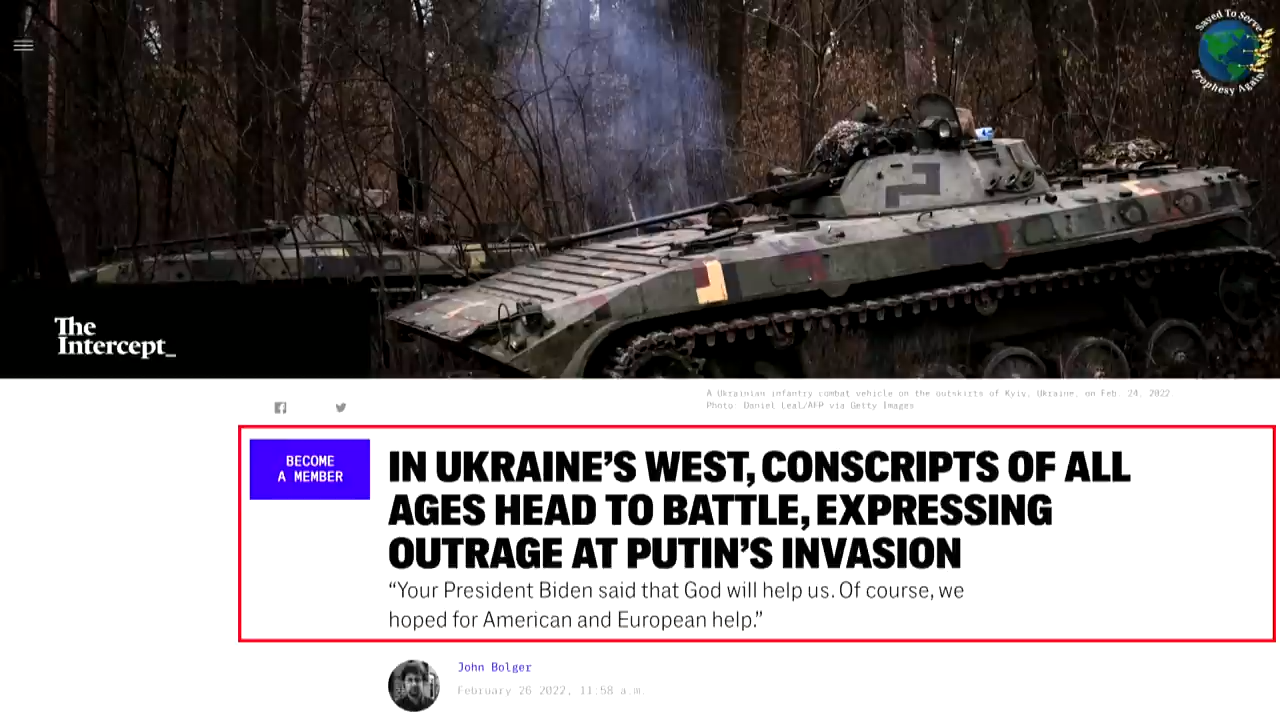 Saved To Serve
Prophesy Again
The
Intercept_
A Ukrainian infantry combat vehicle on the outskirts of Kyiv, Ukraine, on Feb. 24, 2022.
Photo: Daniel Leal/AFP via Getty Images
BECOME
A MEMBER
IN UKRAINE’S WEST, CONSCRIPTS OF ALL
AGES HEAD TO BATTLE, EXPRESSING
OUTRAGE AT PUTIN’S INVASION
“Your President Biden said that God will help us. Of course, we
hoped for American and European help.”
John Bolger
February 26 2022, 11:58 a.m.